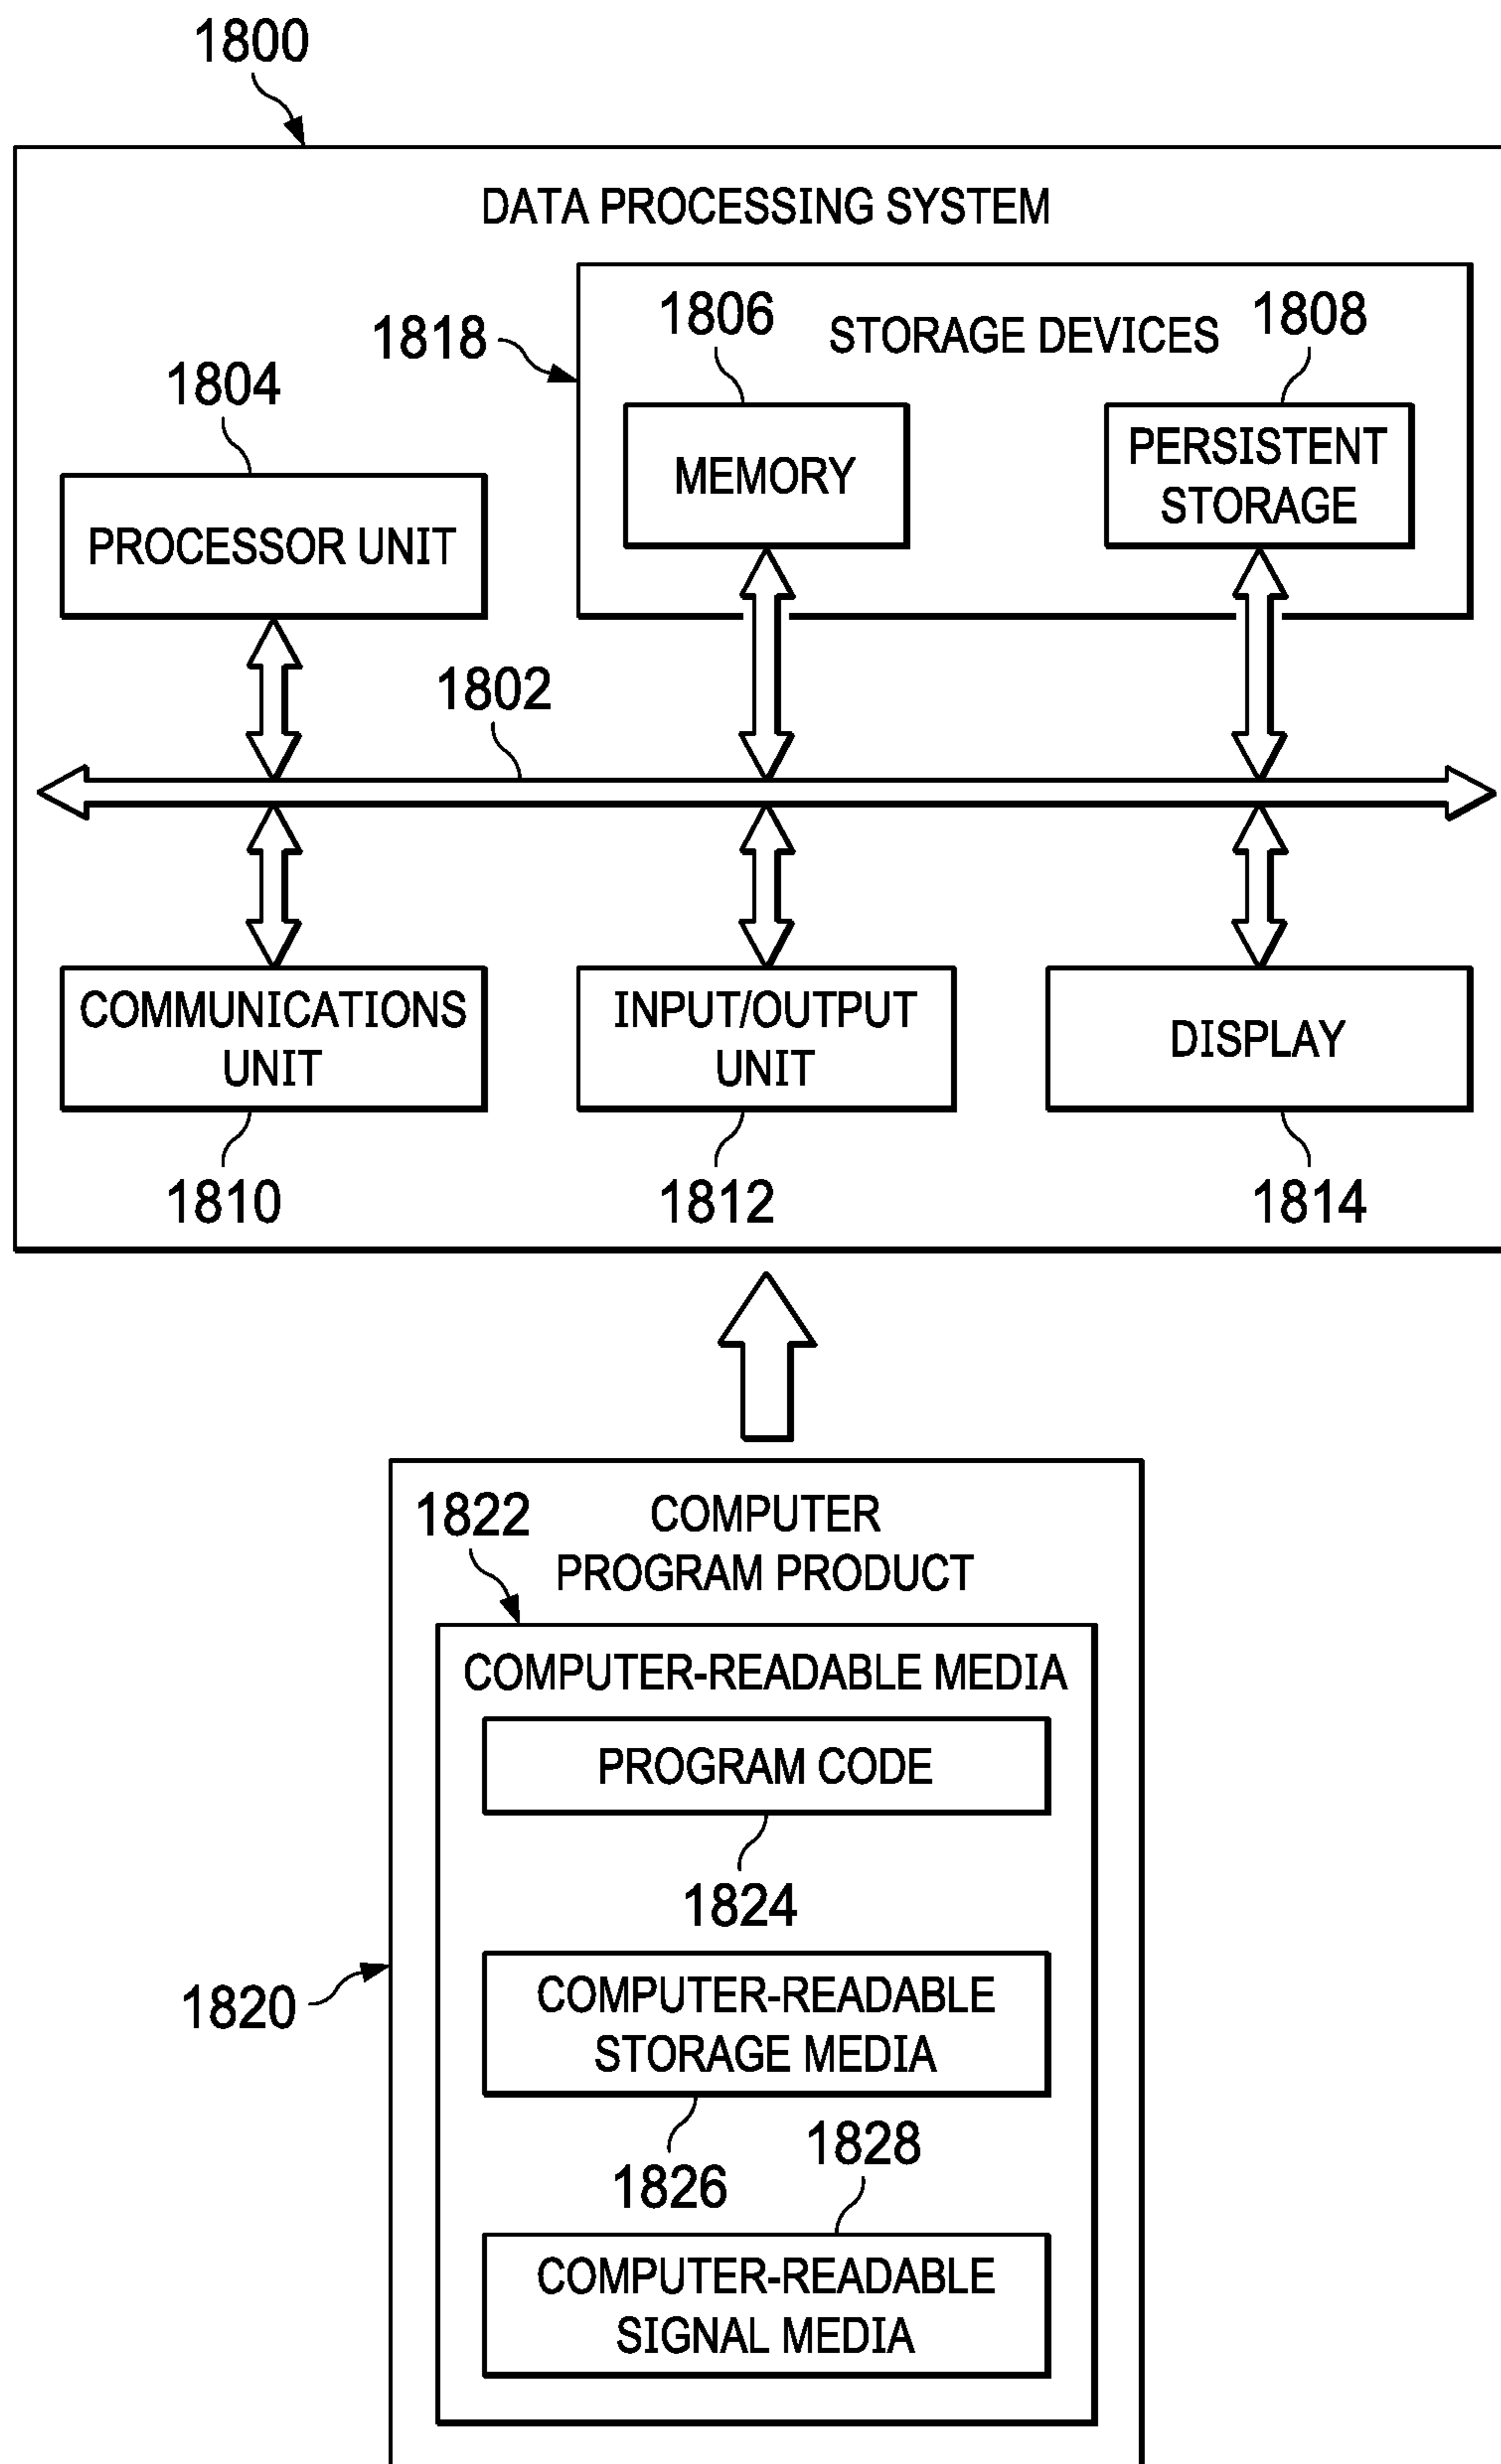 1800
DATA PROCESSING SYSTEM
1818
1806
STORAGE DEVICES
1808
1804
MEMORY
PERSISTENT
STORAGE
PROCESSOR UNIT
1802
COMMUNICATIONS
UNIT
INPUT/OUTPUT
UNIT
DISPLAY
1810
1812
1814
1822
COMPUTER
PROGRAM PRODUCT
COMPUTER-READABLE MEDIA
PROGRAM CODE
1824
1820
COMPUTER-READABLE
STORAGE MEDIA
1826
1828
COMPUTER-READABLE
SIGNAL MEDIA